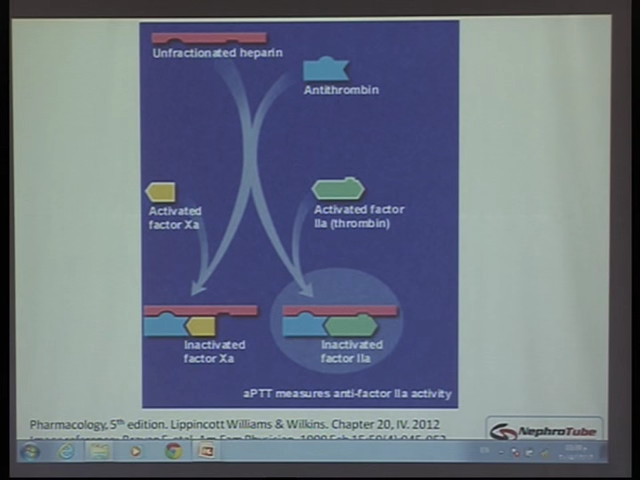 Unfractionated heparin
Antithrombin
Activated
factor Xa
Activated factor
IIa (thrombin)
Inactivated
factor Xa
Inactivated
factor IIa
aPTT measures anti-factor IIa activity
Pharmacology, 5th edition. Lippincott Williams & Wilkins. Chapter 20, IV. 2012
NephroTube